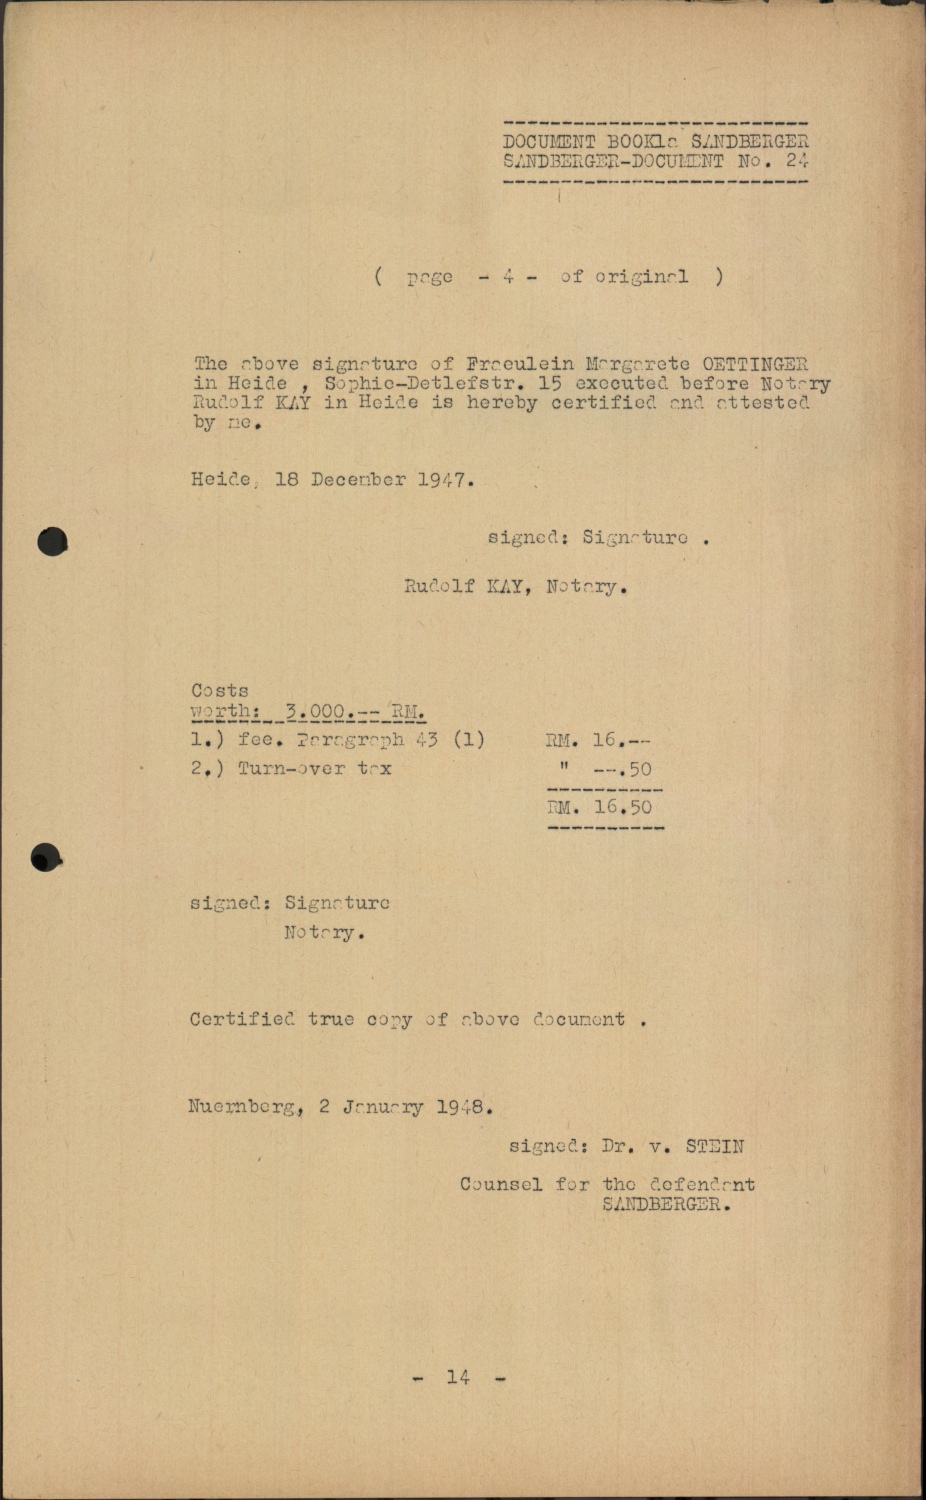 DOCUMENT BOOK1a SANDBERGER
SANDBERGER-DOCUMENT No. 24
( page - 4 - of original )
The above signature of Fraeulein Margarete OETTINGER
in Heide , Sophie-Detlefstr. 15 executed before Notary
Rudolf KAY in Heide is hereby certified and attested
by me.
Heide, 18 December 1947.
signed: Signature .
Rudolf KAY, Notary.
Costs
worth: 3.000.-- RM.
1.) fee. Paragraph 43 (1) RM. 16.--
2.) Turn-over tax " --.50
RM. 16.50
signed: Signature
Notary.
Certified true copy of above document .
Nuernberg, 2 January 1948.
signed: Dr. v. STEIN
Counsel for the defendant
SANDBERGER.
- 14 -